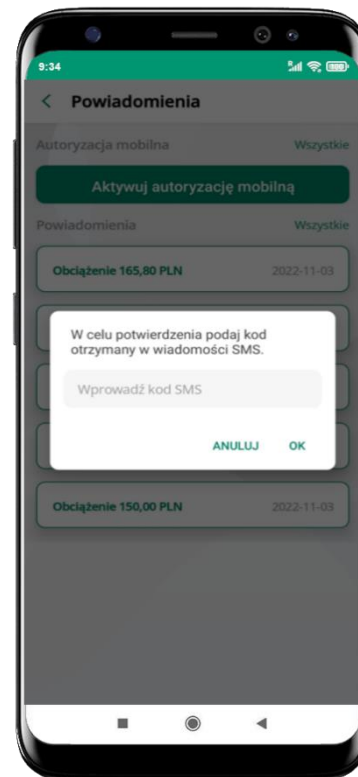 9:34
Powiadomienia
Autoryzacja mobilna Wszystkie
Aktywuj autoryzację mobilną
Powiadomienia Wszystkie
Obciążenie 165,80 PLN 2022-11-03
W celu potwierdzenia podaj kod
otrzymany w wiadomości SMS.
Wprowadź kod SMS
ANULUJ OK
Obciążenie 150,00 PLN 2022-11-03